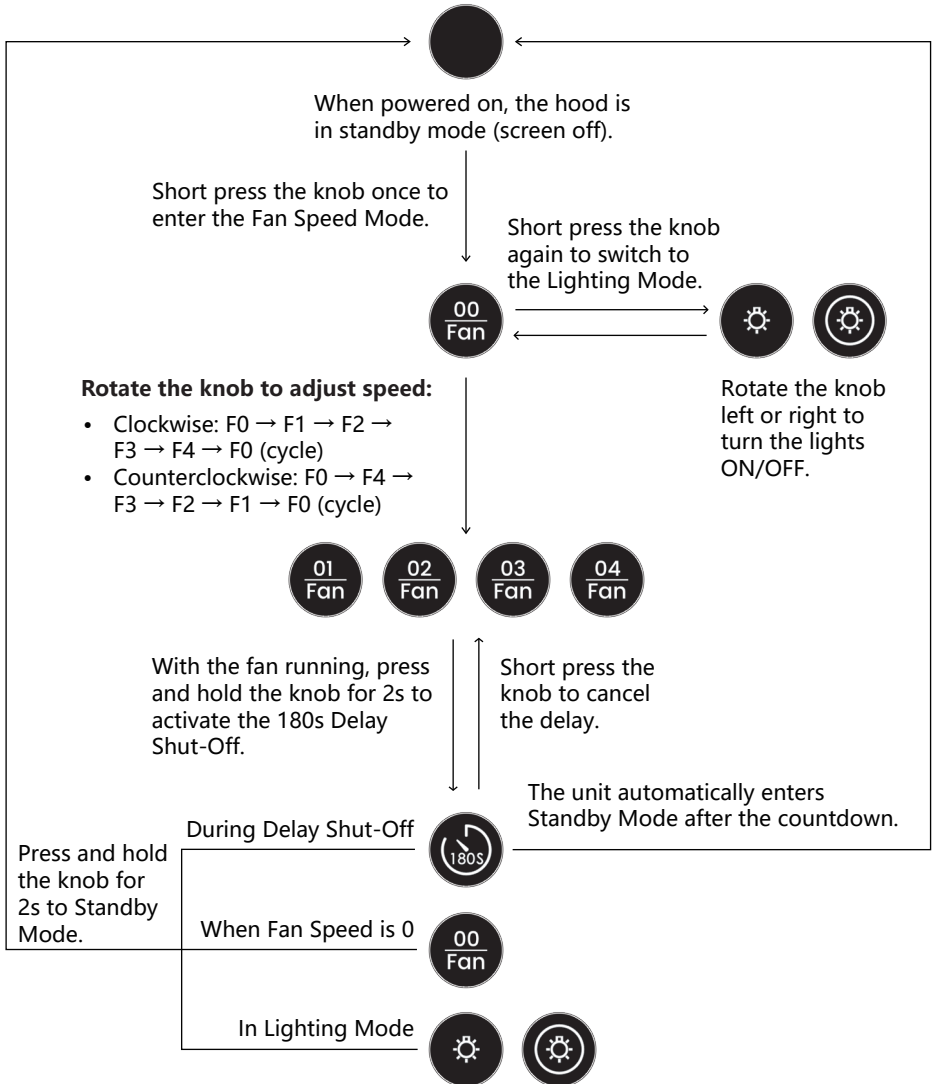 When powered on, the hood is
in standby mode (screen off).
Short press the knob once to
enter the Fan Speed Mode.
Short press the knob
again to switch to
the Lighting Mode.
00
Fan
Rotate the knob to adjust speed:
• Clockwise: F0 → F1 → F2 →
F3 → F4 → F0 (cycle)
• Counterclockwise: F0 → F4 →
F3 → F2 → F1 → F0 (cycle)
Rotate the knob
left or right to
turn the lights
ON/OFF.
01
Fan
02
Fan
03
Fan
04
Fan
With the fan running, press
and hold the knob for 2s to
activate the 180s Delay
Shut-Off.
Short press the
knob to cancel
the delay.
The unit automatically enters
Standby Mode after the countdown.
During Delay Shut-Off
180S
Press and hold
the knob for
2s to Standby
Mode.
When Fan Speed is 0
00
Fan
In Lighting Mode